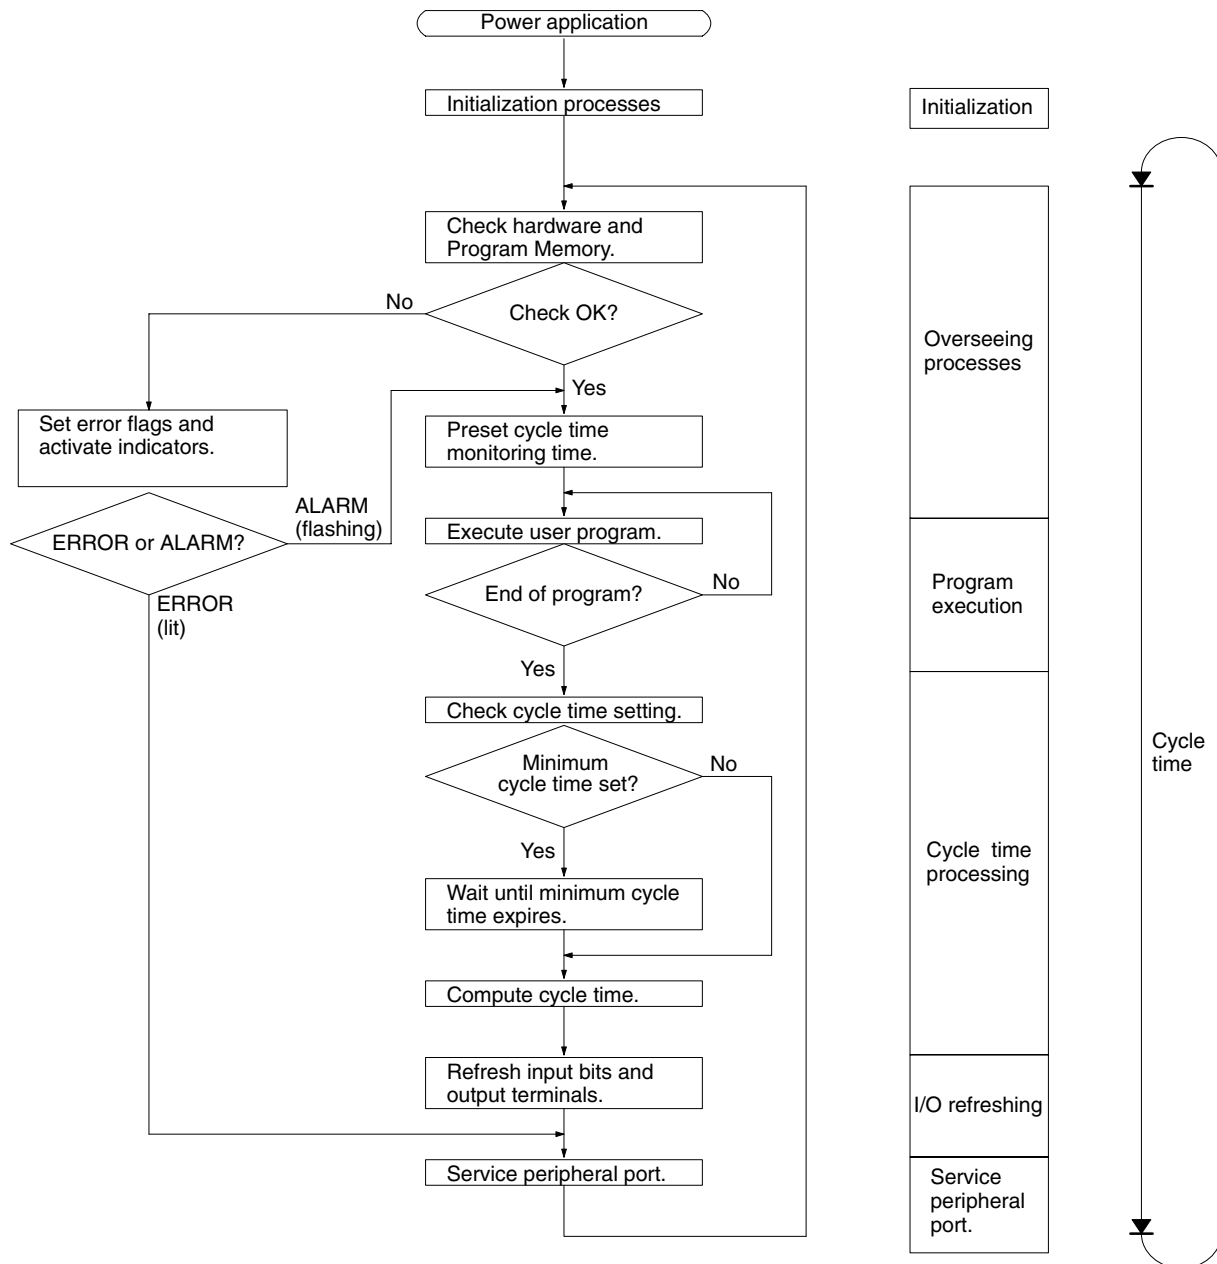 Power application
Initialization processes
Initialization
Check hardware and
Program Memory.
No
Check OK?
Overseeing
processes
Yes
Set error flags and
activate indicators.
Preset cycle time
monitoring time.
ALARM
(flashing)
ERROR or ALARM?
Execute user program.
No
End of program?
Program
execution
ERROR
(lit)
Yes
Check cycle time setting.
Minimum
cycle time set?
No
Cycle
time
Yes
Cycle time
processing
Wait until minimum cycle
time expires.
Compute cycle time.
Refresh input bits and
output terminals.
I/O refreshing
Service peripheral port.
Service
peripheral
port.